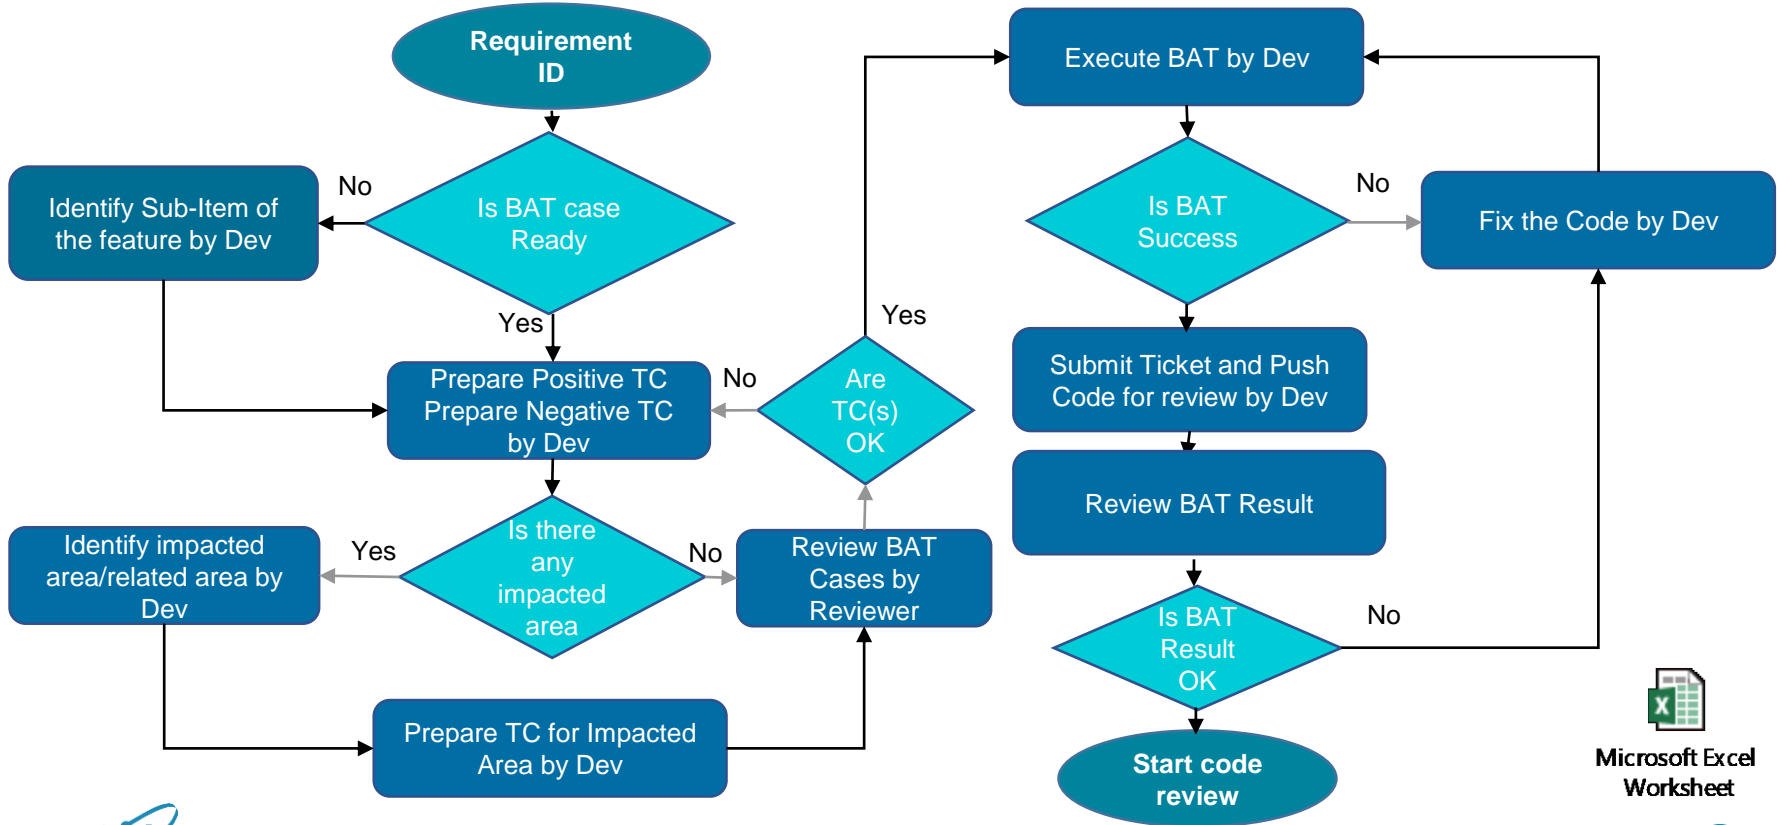 Requirement
ID
Is BAT case
Ready
No
Identify Sub-Item of
the feature by Dev
Yes
Prepare Positive TC
Prepare Negative TC
by Dev
Is there
any
impacted
area
Yes
Identify impacted
area/related area by
Dev
Prepare TC for Impacted
Area by Dev
No
Review BAT
Cases by
Reviewer
Are
TC(s)
OK
No
Yes
Execute BAT by Dev
Is BAT
Success
No
Fix the Code by Dev
Submit Ticket and Push
Code for review by Dev
Review BAT Result
Is BAT
Result
OK
No
Start code
review
Microsoft Excel
Worksheet